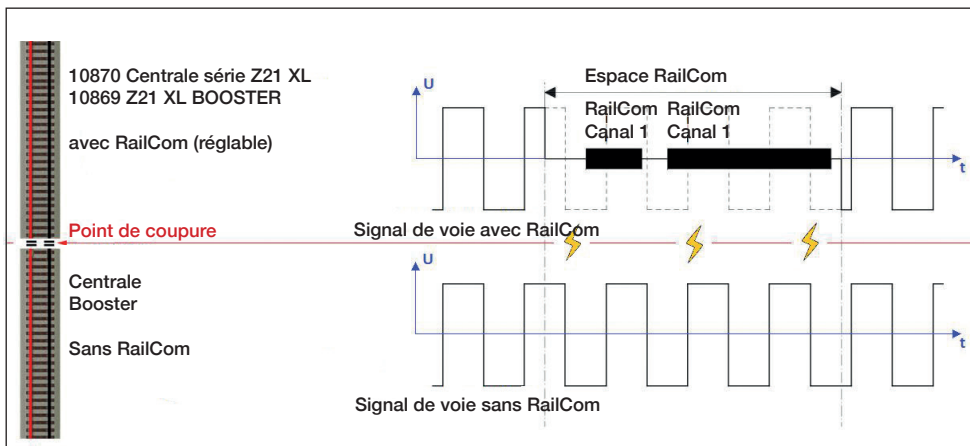 10870 Centrale série Z21 XL
10869 Z21 XL BOOSTER
avec RailCom (réglable)
Point de coupure
Centrale
Booster
Sans RailCom
U
Espace RailCom
RailCom
Canal 1
RailCom
Canal 1
t
Signal de voie avec RailCom
U
t
Signal de voie sans RailCom